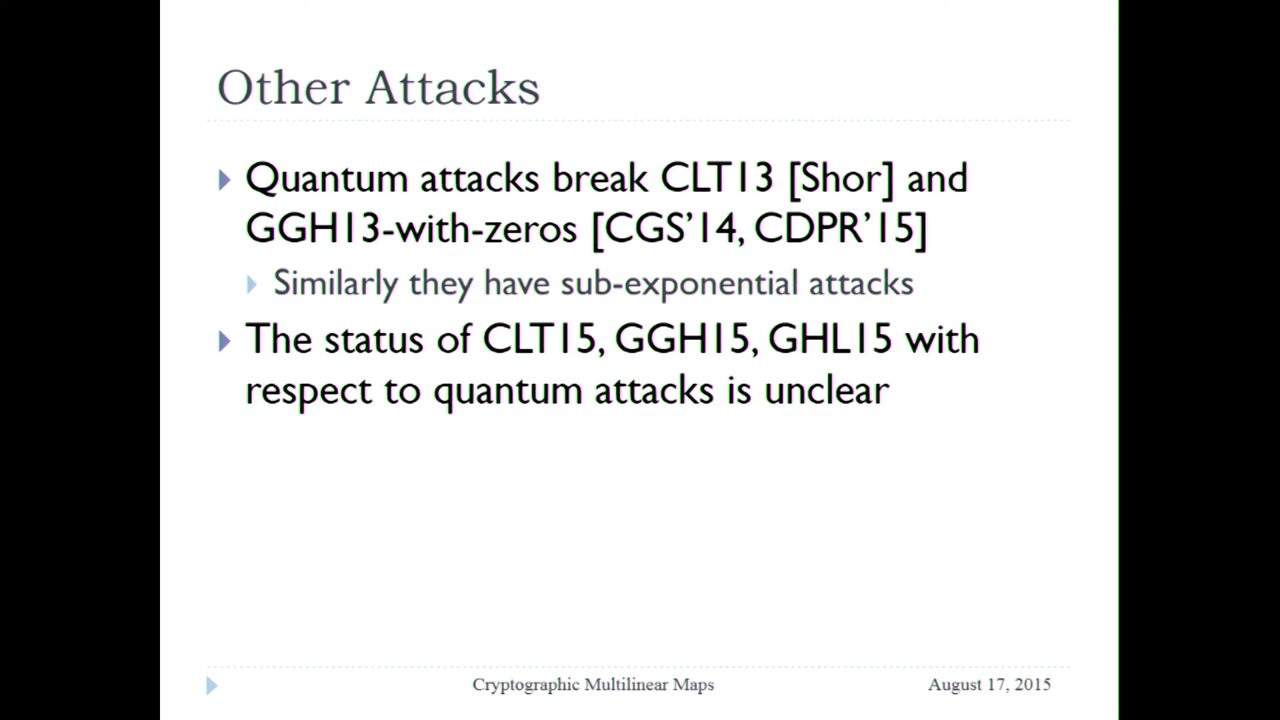 Other Attacks
Quantum attacks break CLT13 [Shor] and
GGH13-with-zeros [CGS’14, CDPR’15]
Similarly they have sub-exponential attacks
The status of CLT15, GGH15, GHL15 with
respect to quantum attacks is unclear
Cryptographic Multilinear Maps
August 17, 2015